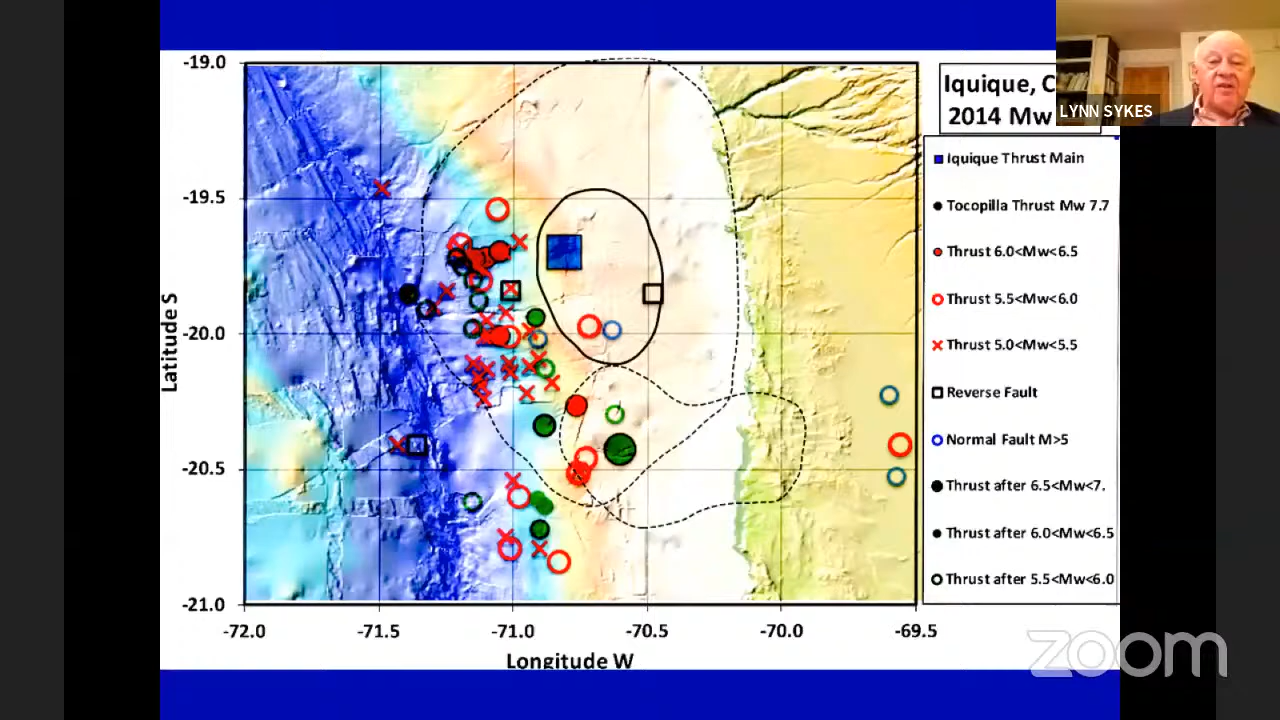 Iquique, C
2014 Mw
LYNN SYKES
Iquique Thrust Main
Tocopilla Thrust Mw 7.7
Thrust 6.0<Mw<6.5
Thrust 5.5<Mw<6.0
Thrust 5.0<Mw<5.5
Reverse Fault
Normal Fault M>5
Thrust after 6.5<Mw<7.
Thrust after 6.0<Mw<6.5
Thrust after 5.5<Mw<6.0
-19.0
-19.5
-20.0
-20.5
-21.0
Latitude S
-72.0 -71.5 -71.0 -70.5 -70.0 -69.5
Longitude W
zoom